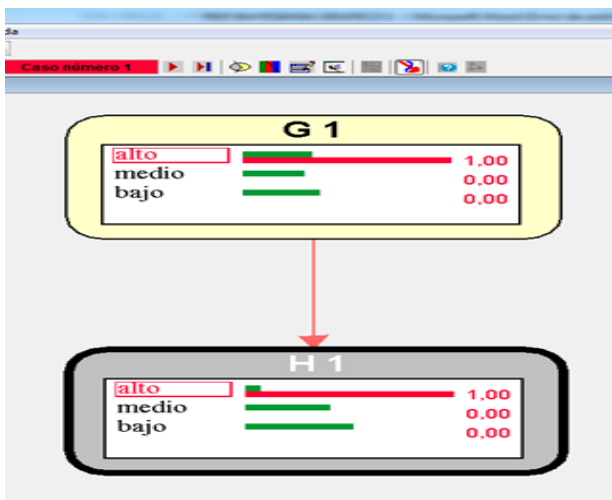 da
Caso número 1
G 1
alto 1,00
medio 0,00
bajo 0,00
H 1
alto 1,00
medio 0,00
bajo 0,00